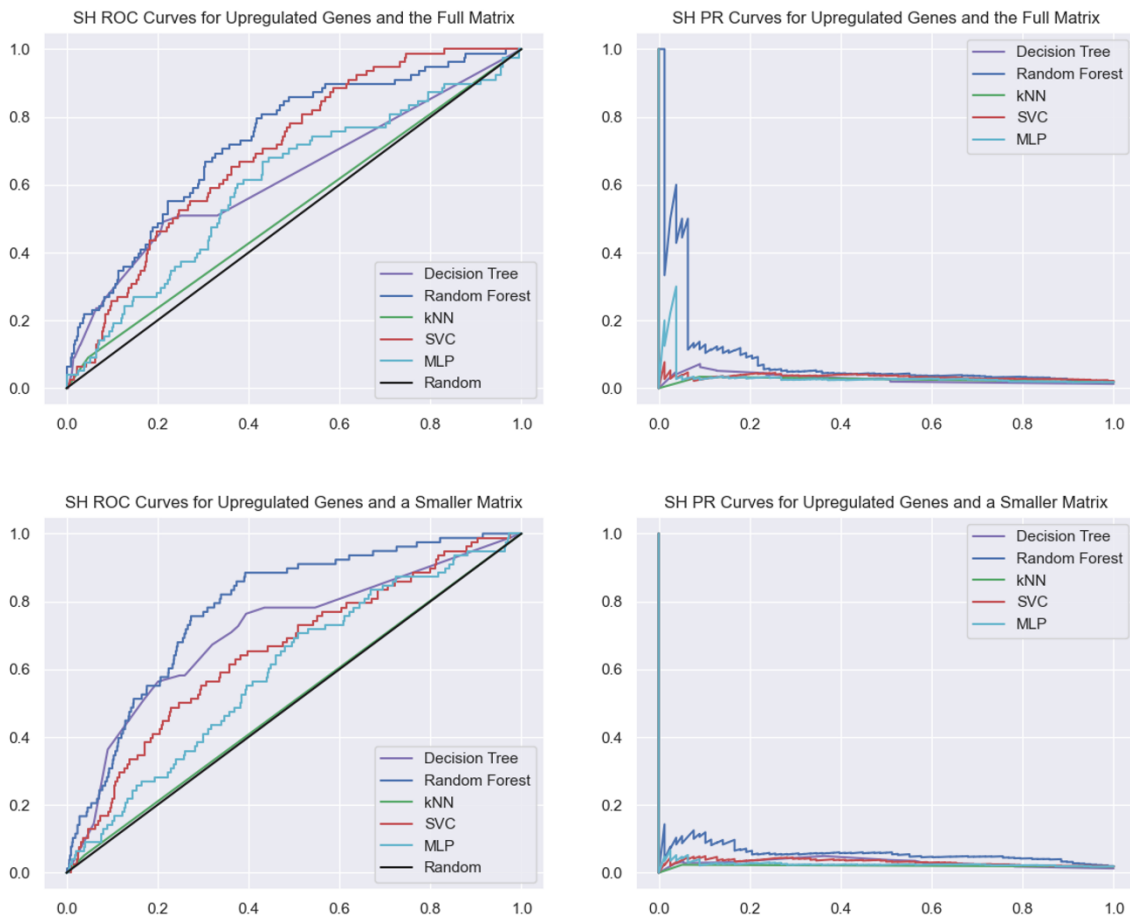 SH ROC Curves for Upregulated Genes and the Full Matrix
1.0
0.8
0.6
0.4
0.2
0.0
0.0 0.2 0.4 0.6 0.8 1.0
Decision Tree
Random Forest
kNN
SVC
MLP
Random
SH PR Curves for Upregulated Genes and the Full Matrix
1.0
0.8
0.6
0.4
0.2
0.0
0.0 0.2 0.4 0.6 0.8 1.0
Decision Tree
Random Forest
kNN
SVC
MLP
SH ROC Curves for Upregulated Genes and a Smaller Matrix
1.0
0.8
0.6
0.4
0.2
0.0
0.0 0.2 0.4 0.6 0.8 1.0
Decision Tree
Random Forest
kNN
SVC
MLP
Random
SH PR Curves for Upregulated Genes and a Smaller Matrix
1.0
0.8
0.6
0.4
0.2
0.0
0.0 0.2 0.4 0.6 0.8 1.0
Decision Tree
Random Forest
kNN
SVC
MLP